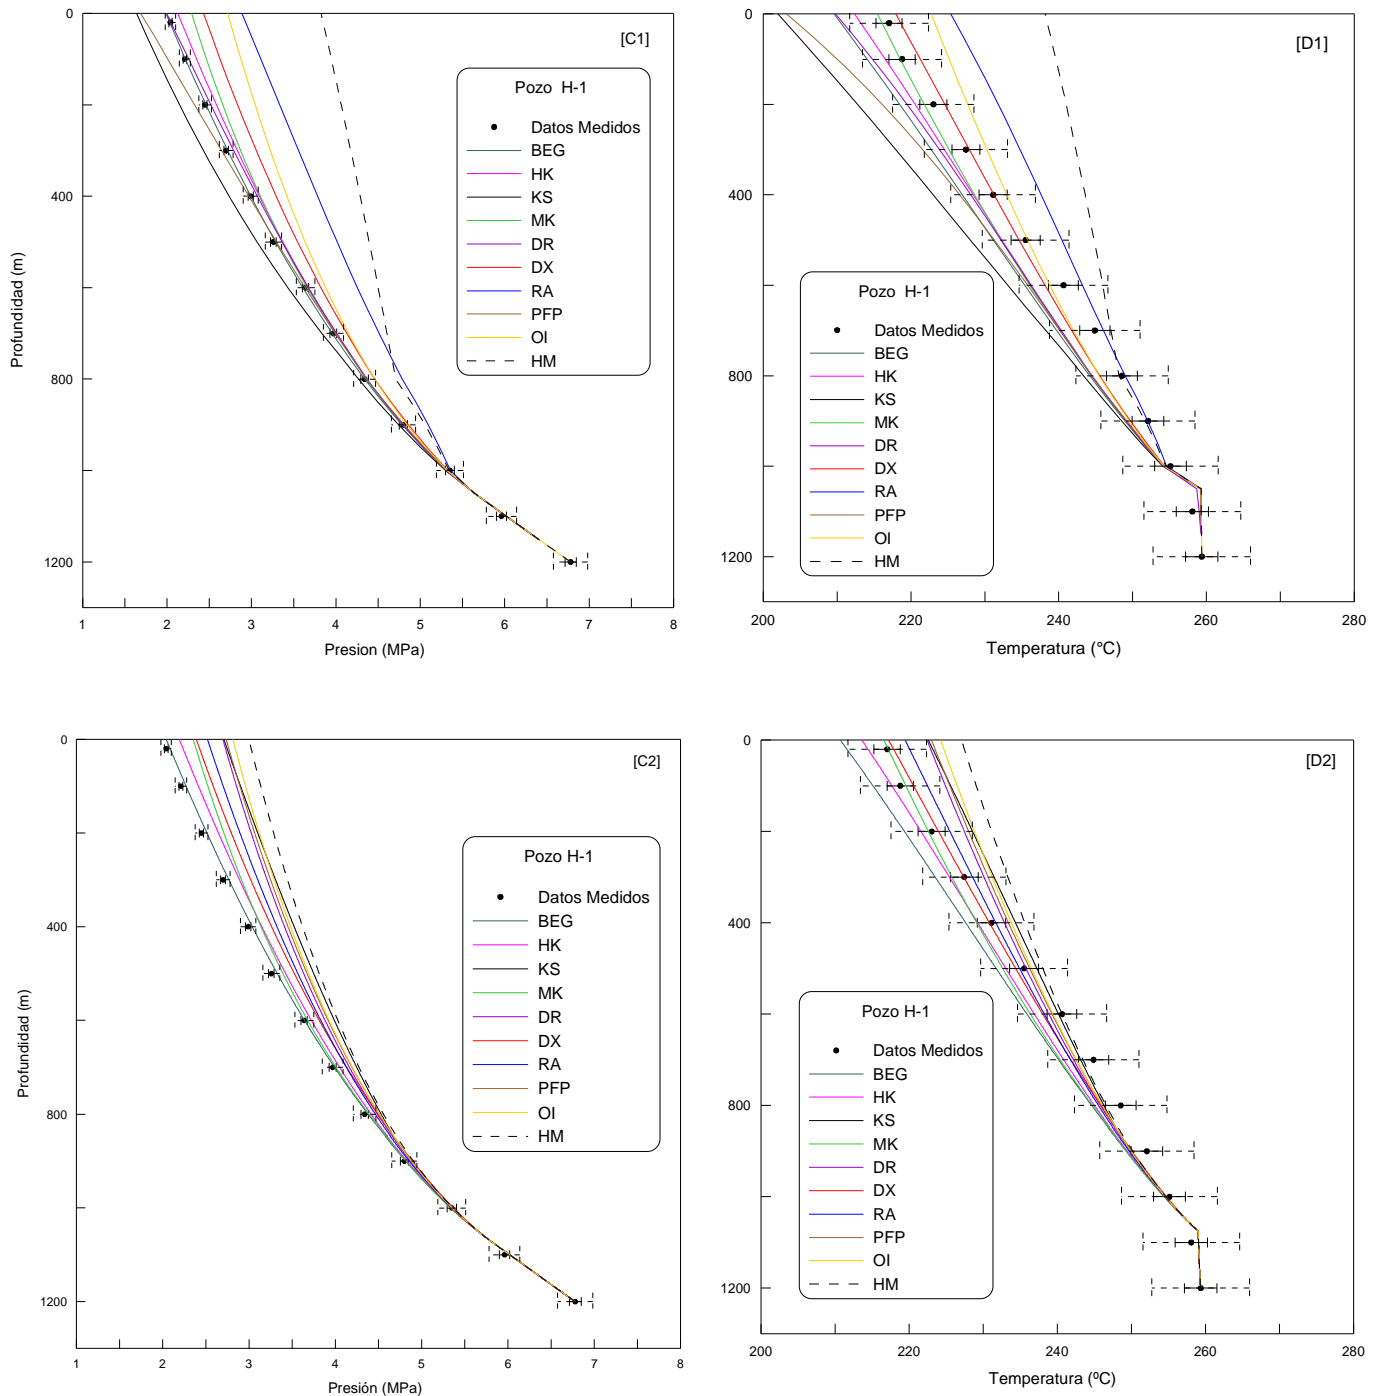 [C1]
Pozo H-1
Datos Medidos
BEG
HK
KS
MK
DR
DX
RA
PFP
OI
HM
0
400
800
1200
Profundidad (m)
1 2 3 4 5 6 7 8
Presion (MPa)
[D1]
Pozo H-1
Datos Medidos
BEG
HK
KS
MK
DR
DX
RA
PFP
OI
HM
0
400
800
1200
200 220 240 260 280
Temperatura (°C)
[C2]
Pozo H-1
Datos Medidos
BEG
HK
KS
MK
DR
DX
RA
PFP
OI
HM
0
400
800
1200
Profundidad (m)
1 2 3 4 5 6 7 8
Presión (MPa)
[D2]
Pozo H-1
Datos Medidos
BEG
HK
KS
MK
DR
DX
RA
PFP
OI
HM
0
400
800
1200
200 220 240 260 280
Temperatura (ºC)